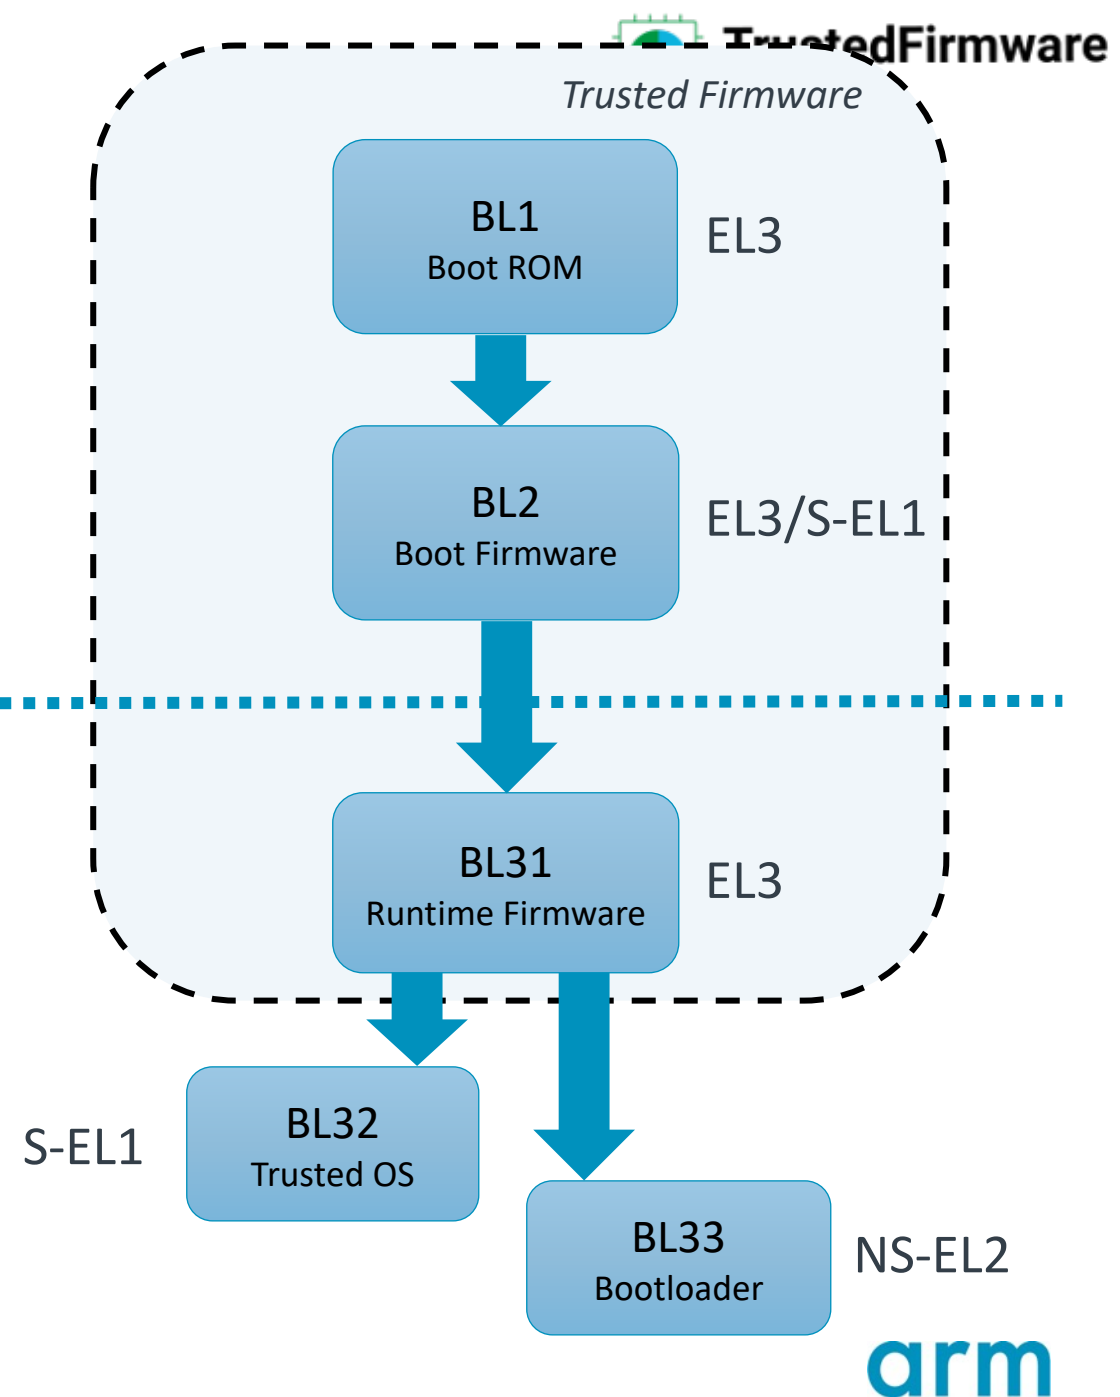 TrustedFirmware
Trusted Firmware
BL1
Boot ROM
EL3
BL2
Boot Firmware
EL3/S-EL1
BL31
Runtime Firmware
EL3
BL32
Trusted OS
S-EL1
BL33
Bootloader
NS-EL2
arm